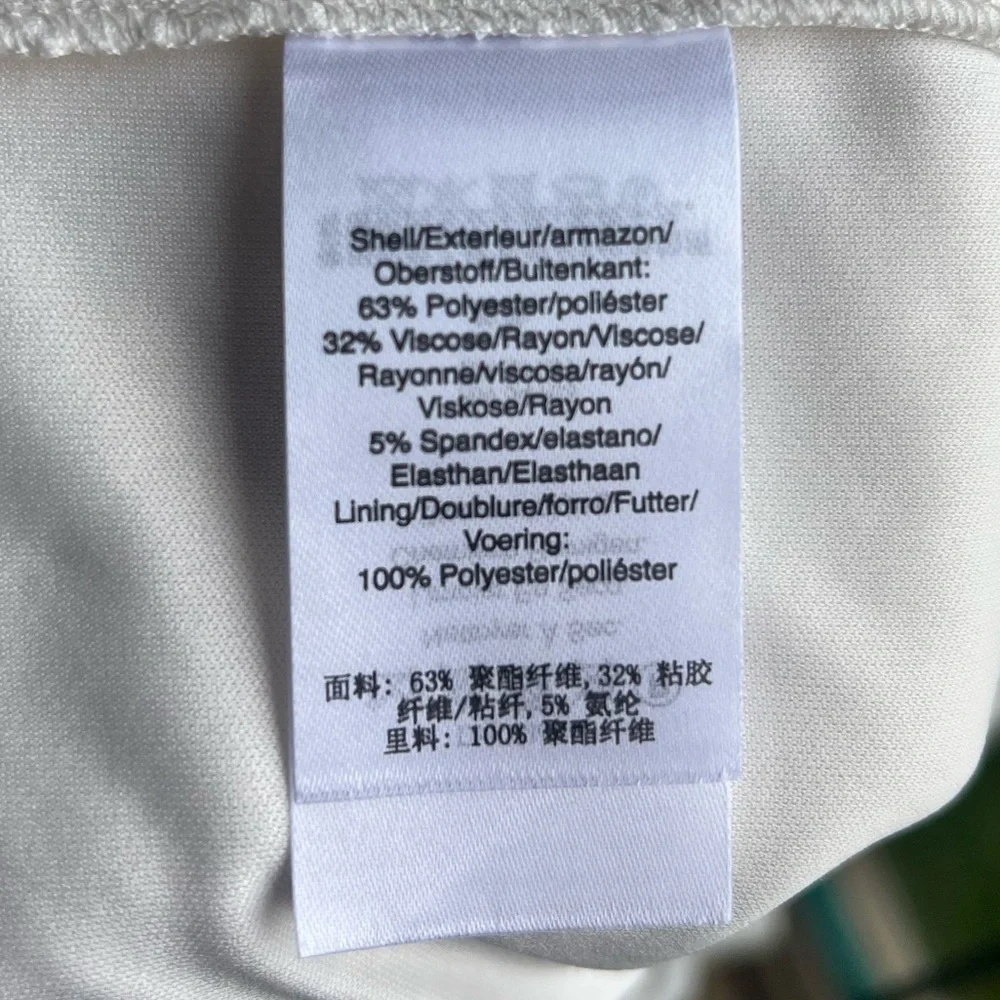 Shell/Exterieur/armazon/
Oberstoff/Buitenkant:
63% Polyester/poliéster
32% Viscose/Rayon/Viscose/
Rayonne/viscosa/rayón/
Viskose/Rayon
5% Spandex/elastano/
Elasthan/Elasthaan
Lining/Doublure/forro/Futter/
Voering:
100% Polyester/poliéster
面料: 63% 聚酯纤维,32% 粘胶
纤维/粘纤,5% 氨纶
里料: 100% 聚酯纤维